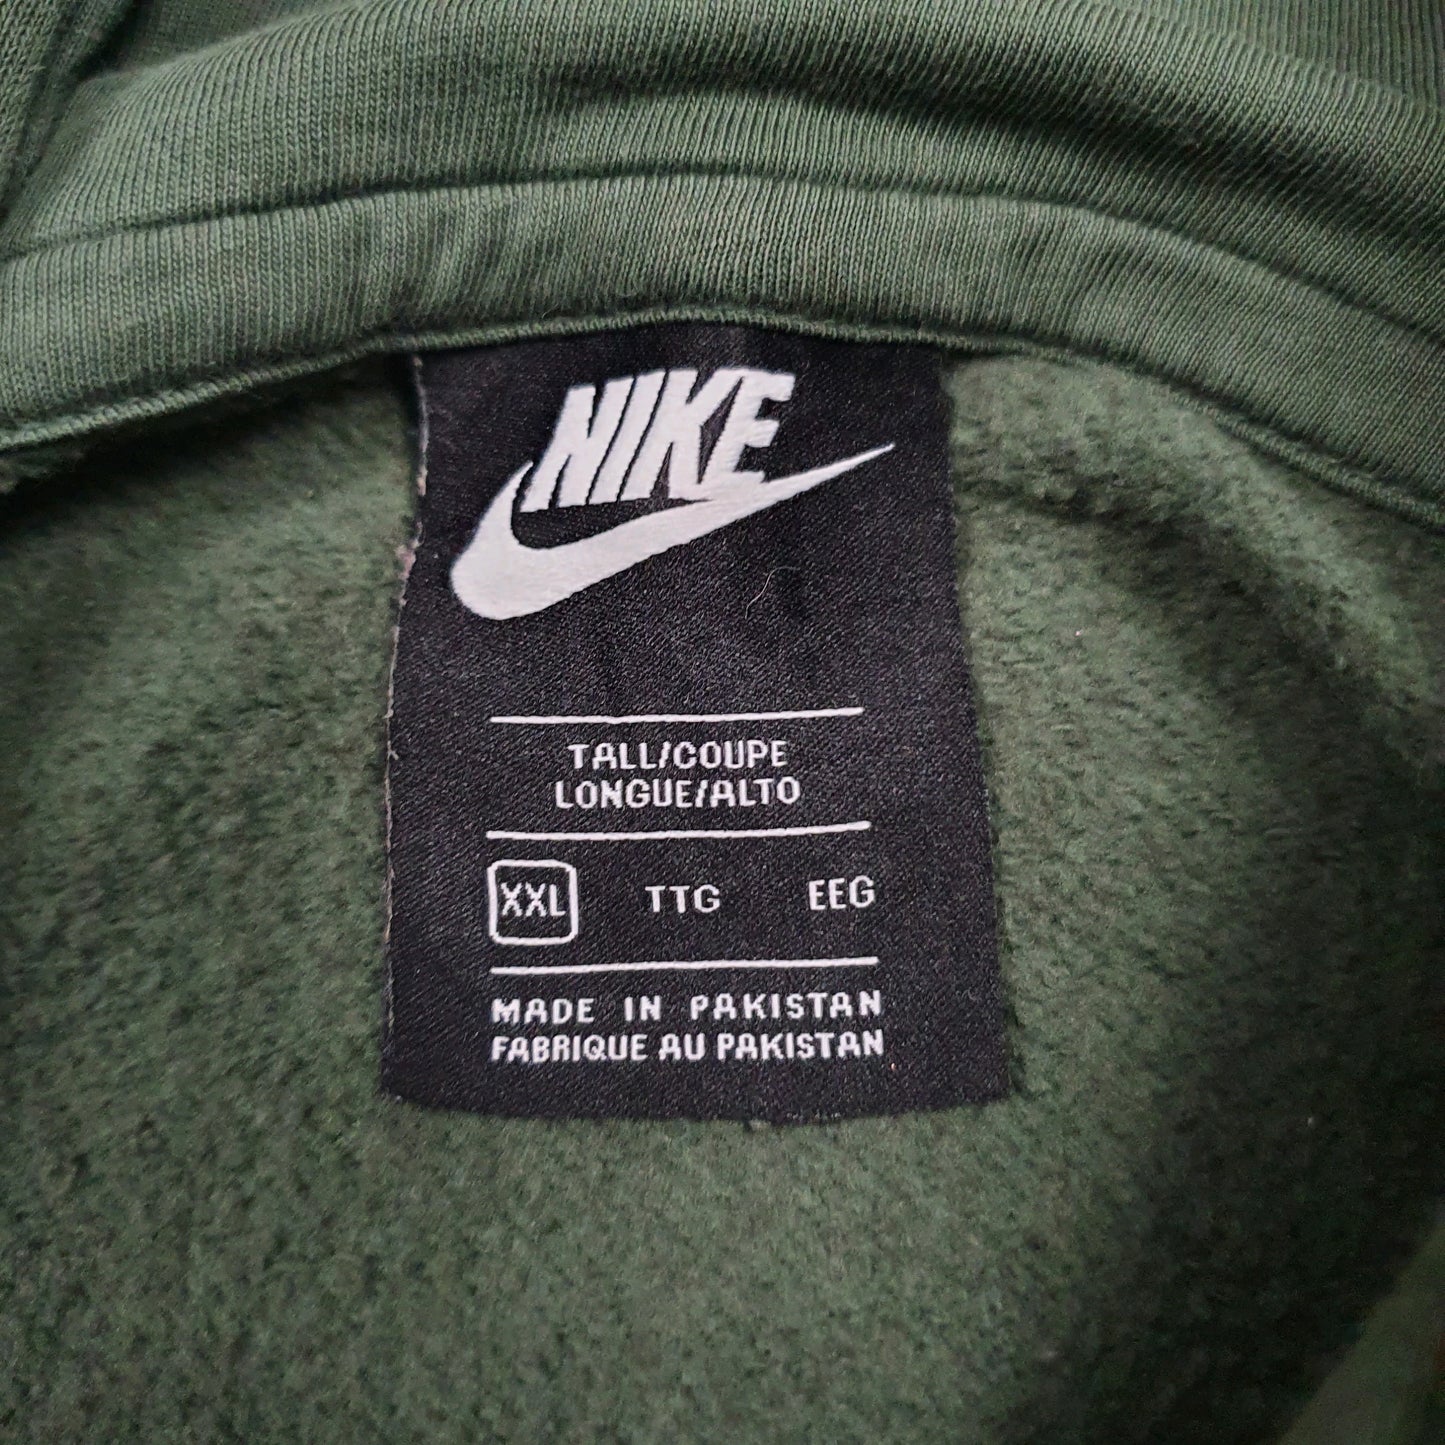 NIKE
TALL/COUPE
LONGUE/ALTO
XXL TTG EEG
MADE IN PAKISTAN
FABRIQUE AU PAKISTAN